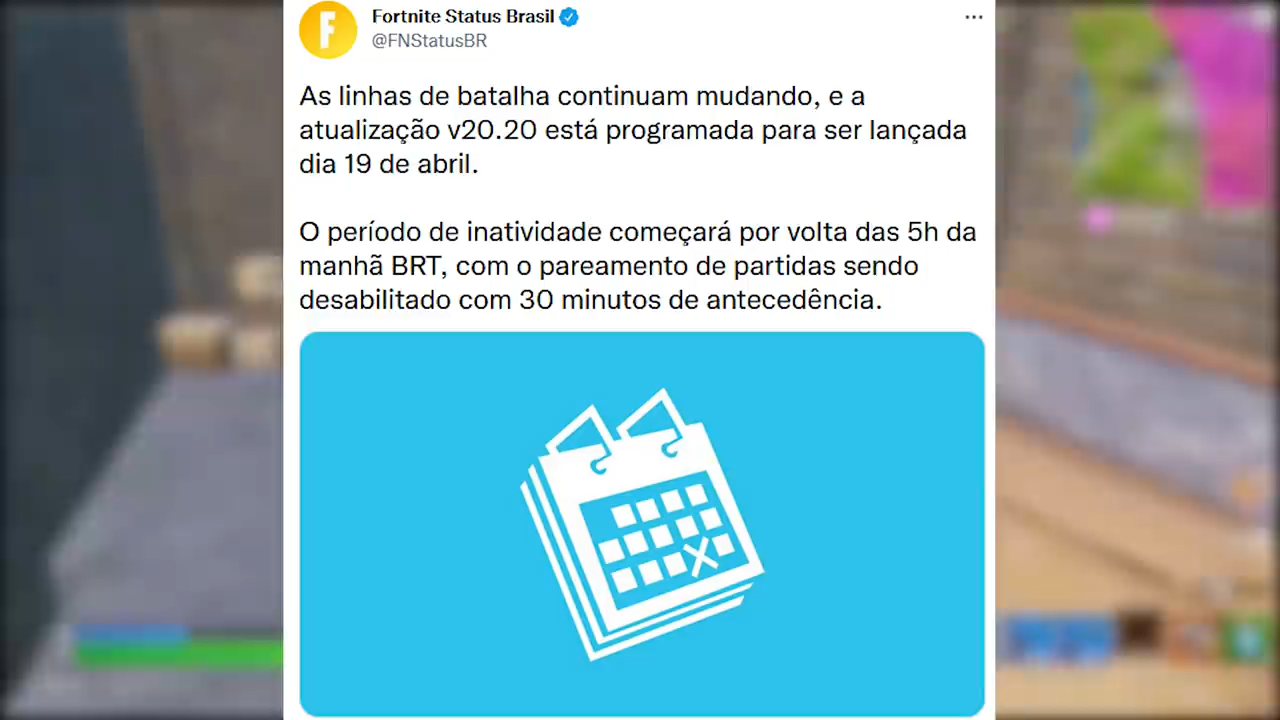 Fortnite Status Brasil
@FNStatusBR
As linhas de batalha continuam mudando, e a
atualização v20.20 está programada para ser lançada
dia 19 de abril.
O período de inatividade começará por volta das 5h da
manhã BRT, com o pareamento de partidas sendo
desabilitado com 30 minutos de antecedência.